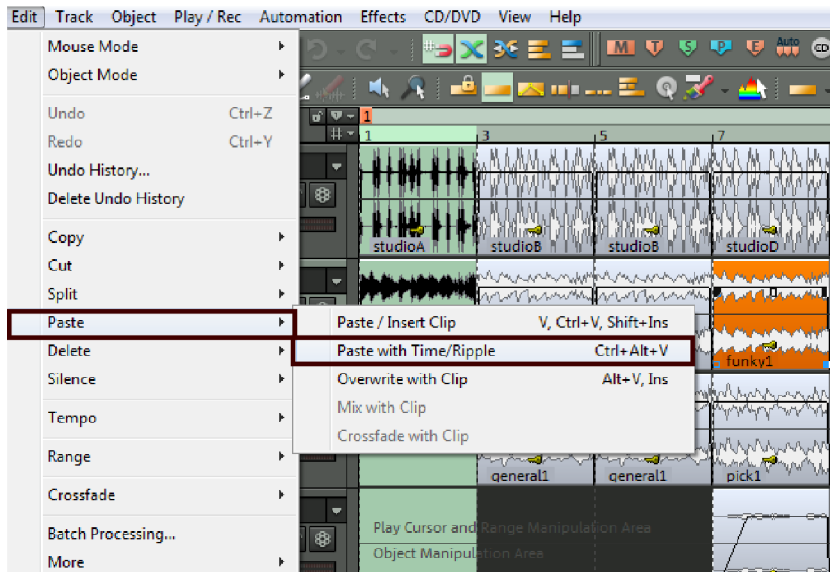 Edit Track Object Play / Rec Automation Effects CD/DVD View Help
Mouse Mode
Object Mode
Undo Ctrl+Z
Redo Ctrl+Y
Undo History...
Delete Undo History
Copy
Cut
Split
Paste
Delete
Silence
Tempo
Range
Crossfade
Batch Processing...
More
Paste / Insert Clip V, Ctrl+V, Shift+Ins
Paste with Time/Ripple Ctrl+Alt+V
Overwrite with Clip Alt+V, Ins
Mix with Clip
Crossfade with Clip
M T S P E Auto CD
1
1 3 5 7
studioA studioB studioB studioD
funky1
general1 general1 pick1
Play Cursor and Range Manipulation Area
Object Manipulation Area